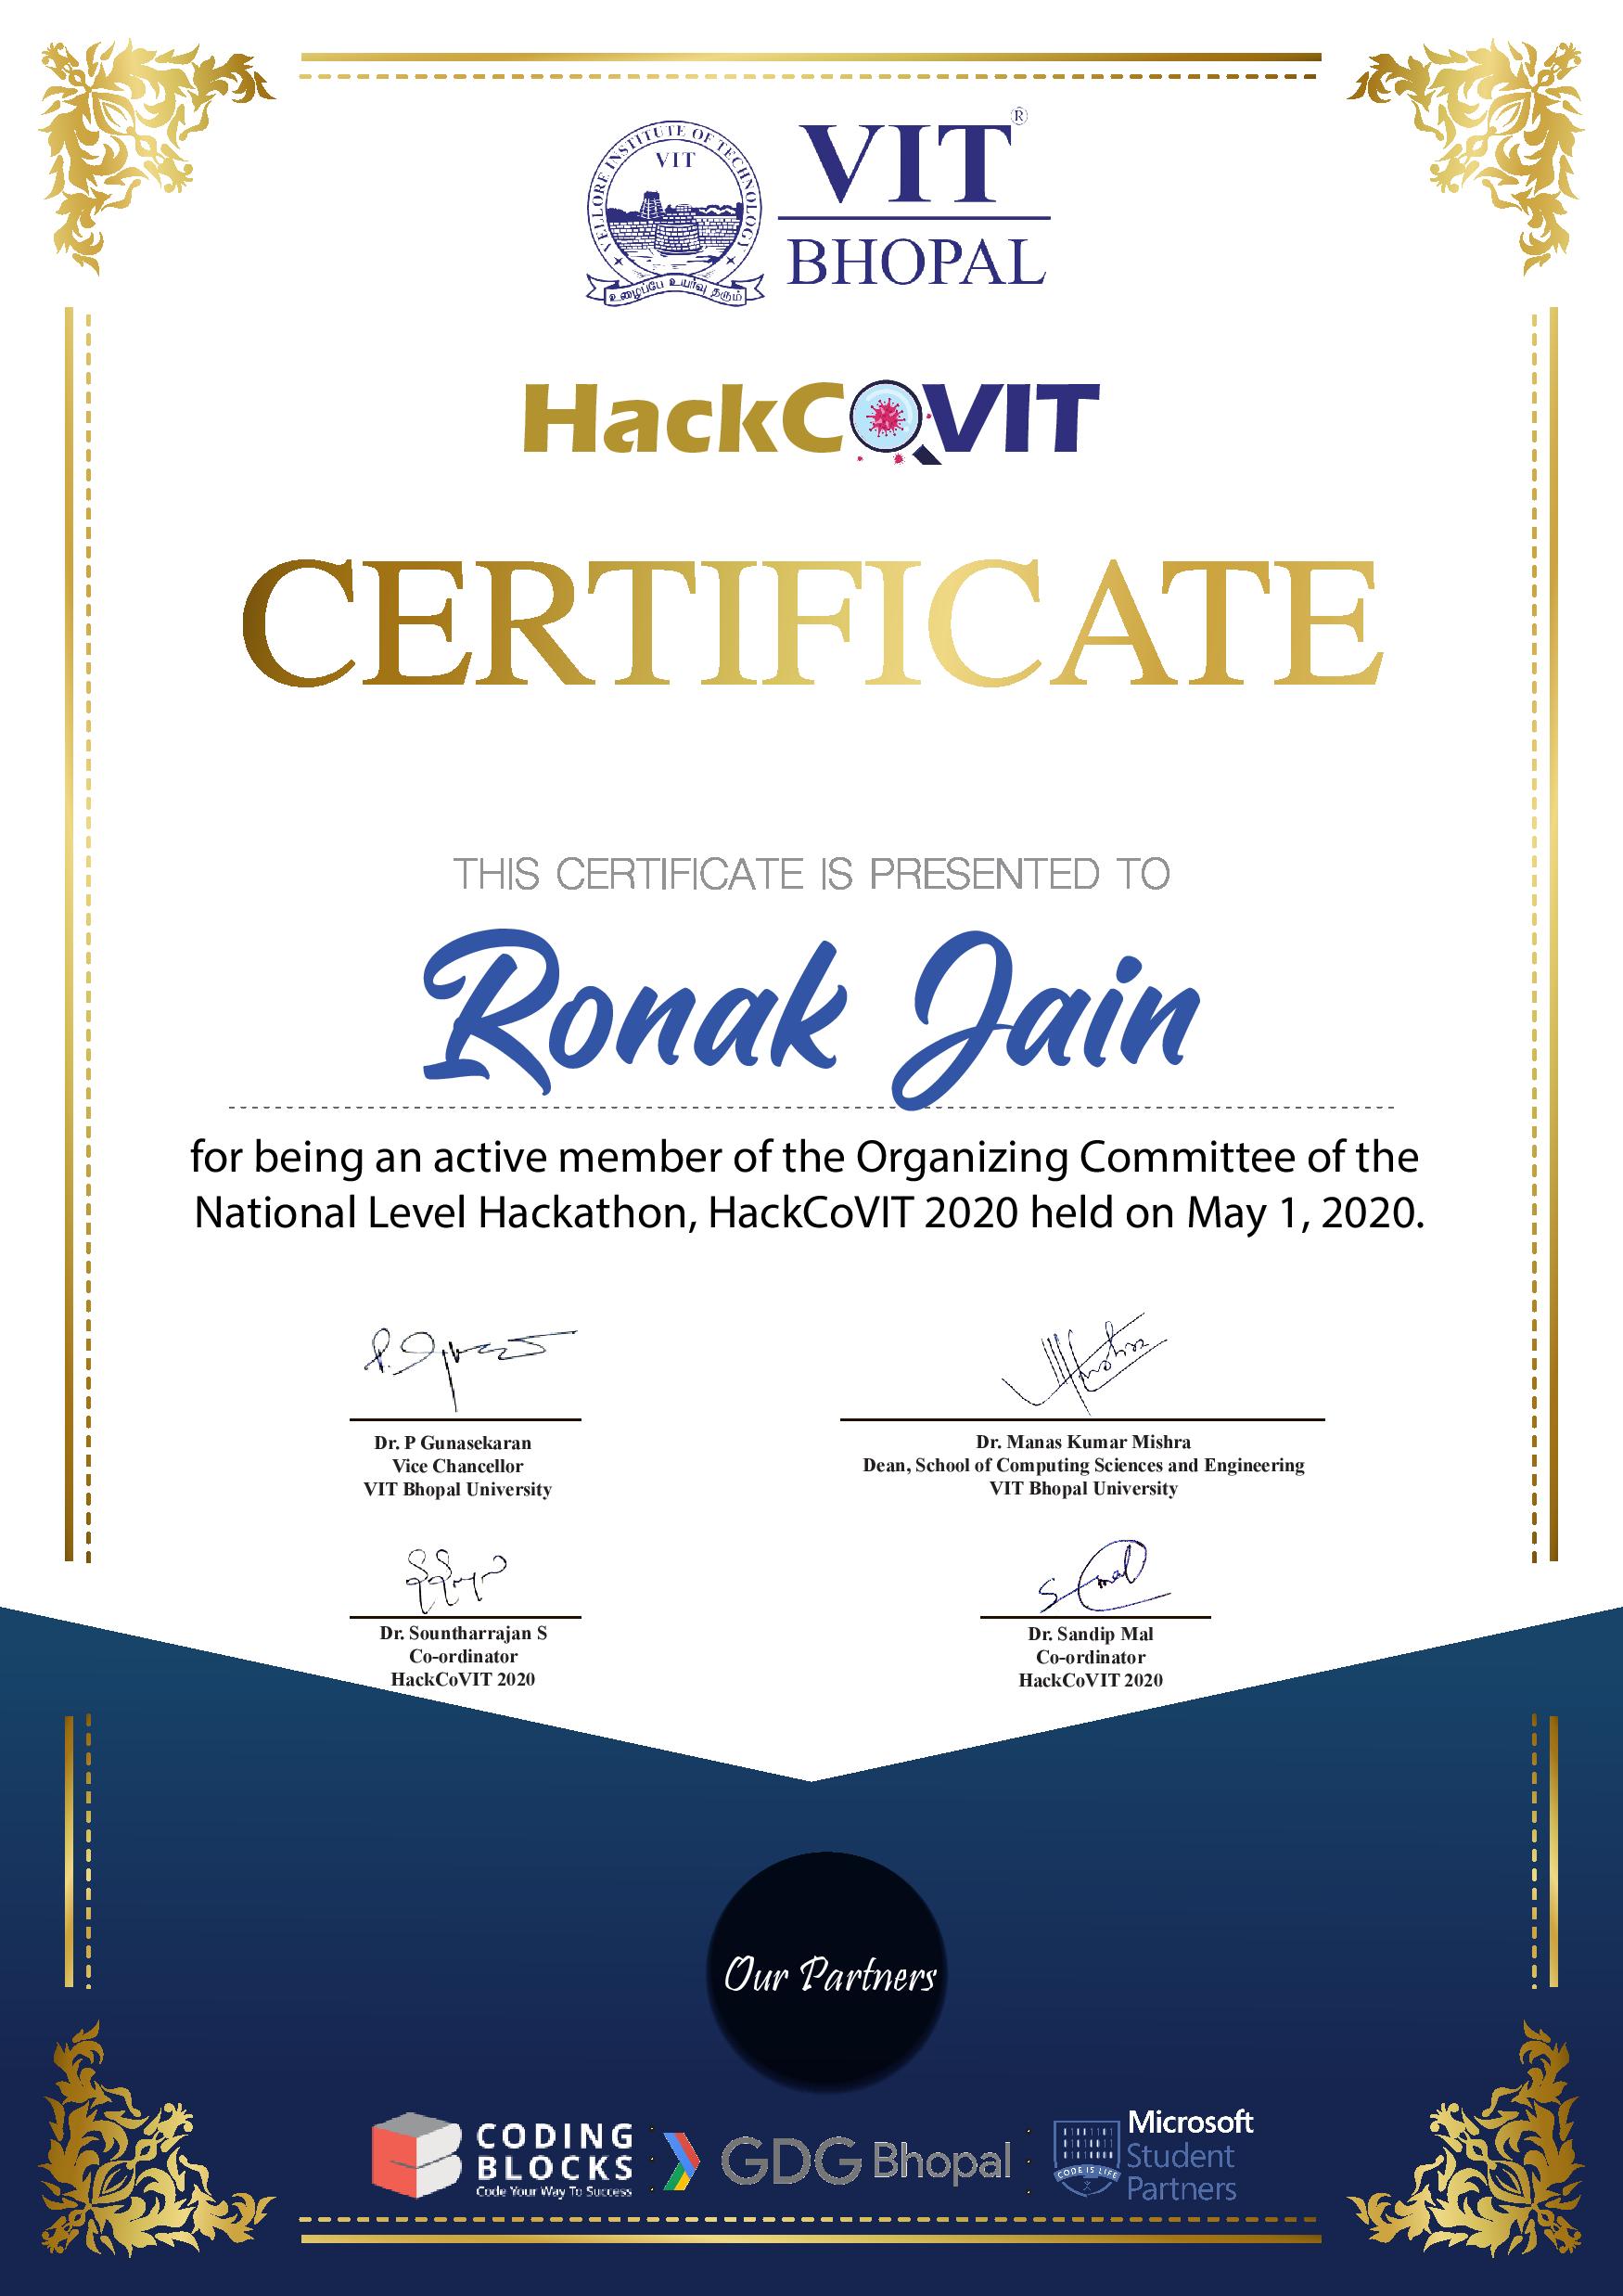 VELLORE INSTITUTE OF TECHNOLOGY
VIT
உழைப்பே உயர்வு தரும்
VIT®
BHOPAL
HackCOVIT
CERTIFICATE
THIS CERTIFICATE IS PRESENTED TO
Ronak Jain
for being an active member of the Organizing Committee of the
National Level Hackathon, HackCoVIT 2020 held on May 1, 2020.
Dr. P Gunasekaran
Vice Chancellor
VIT Bhopal University
Dr. Manas Kumar Mishra
Dean, School of Computing Sciences and Engineering
VIT Bhopal University
Dr. Sountharrajan S
Co-ordinator
HackCoVIT 2020
Dr. Sandip Mal
Co-ordinator
HackCoVIT 2020
Our Partners
CODING
BLOCKS
Code Your Way To Success
GDG Bhopal
CODE IS LIFE
Microsoft
Student
Partners